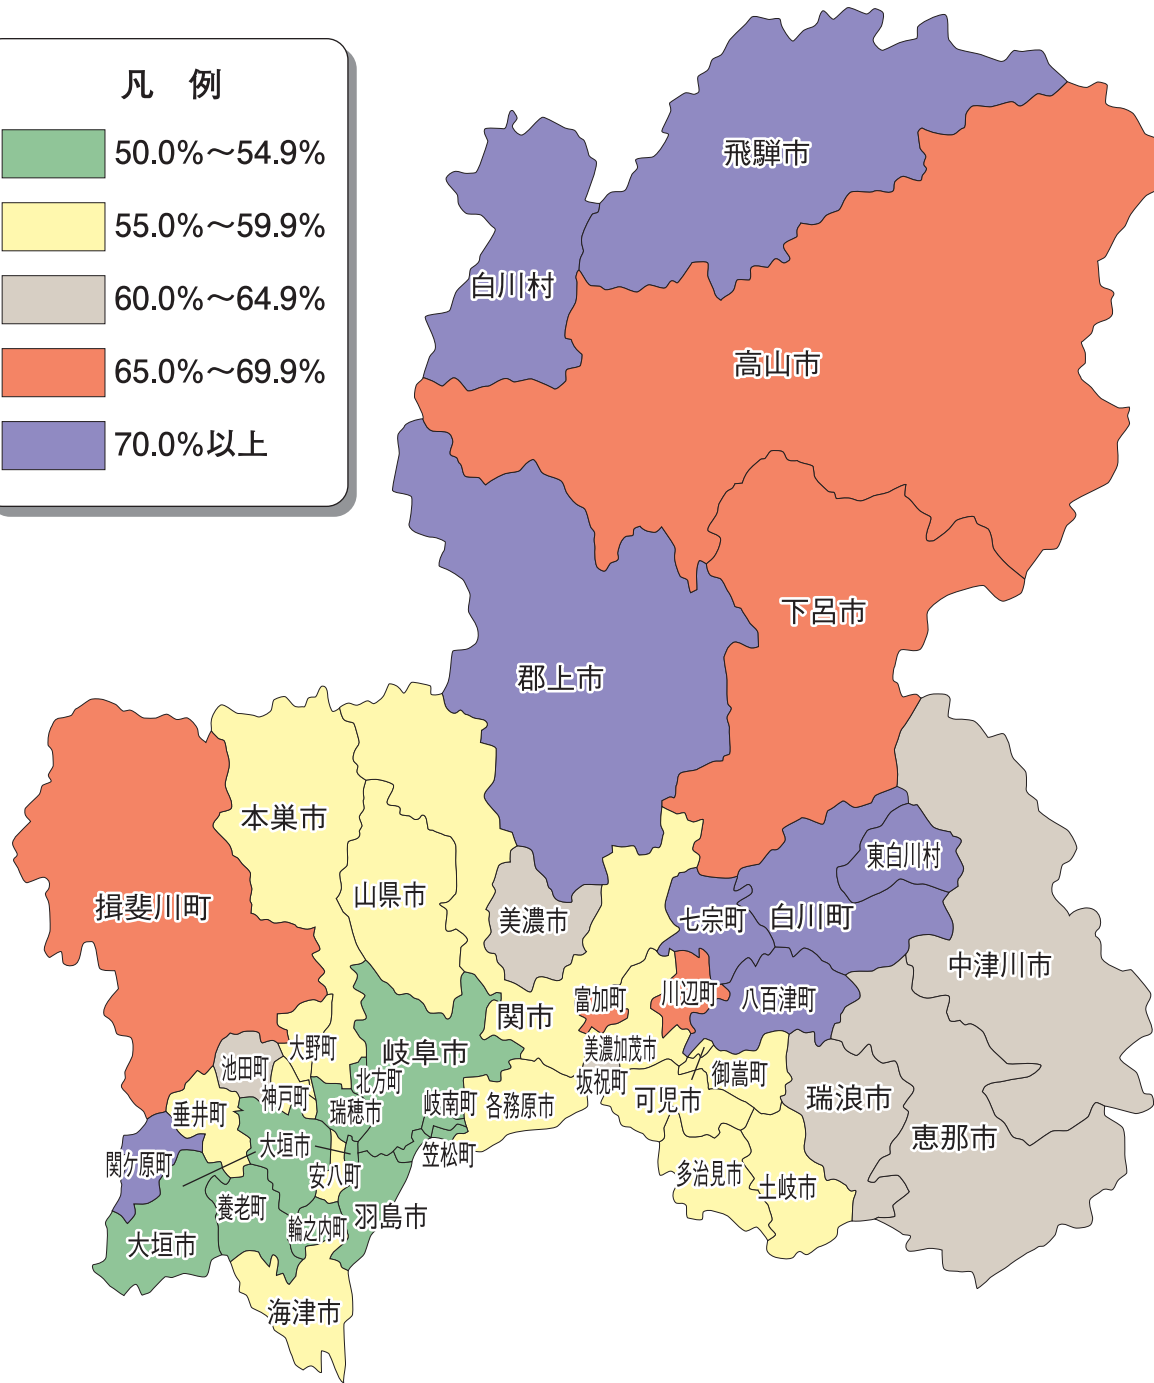 凡 例
50.0%～54.9%
55.0%～59.9%
60.0%～64.9%
65.0%～69.9%
70.0%以上
飛騨市
白川村
高山市
下呂市
郡上市
本巣市
東白川村
山県市
揖斐川町
美濃市
七宗町
白川町
中津川市
富加町
川辺町
八百津町
関市
大野町
岐阜市
美濃加茂市
池田町
北方町
坂祝町
御嵩町
神戸町
瑞穂市
岐南町
各務原市
可児市
瑞浪市
垂井町
恵那市
大垣市
笠松町
関ケ原町
安八町
多治見市
土岐市
養老町
輪之内町
羽島市
大垣市
海津市